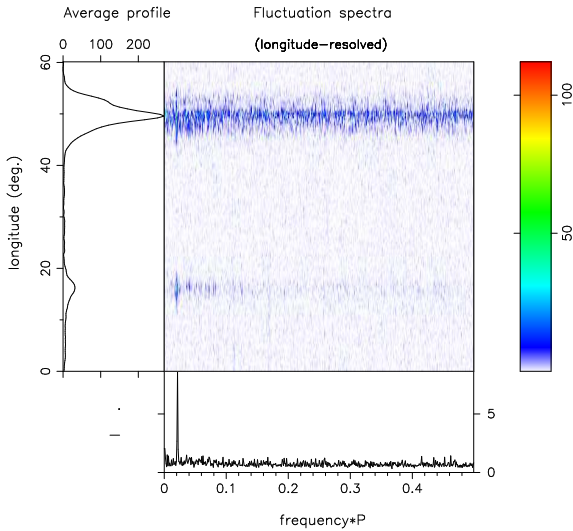 Average profile
Fluctuation spectra
0 100 200
(longitude−resolved)
60
40
20
0
longitude (deg.)
100
50
5
0
0 0.1 0.2 0.3 0.4
frequency*P